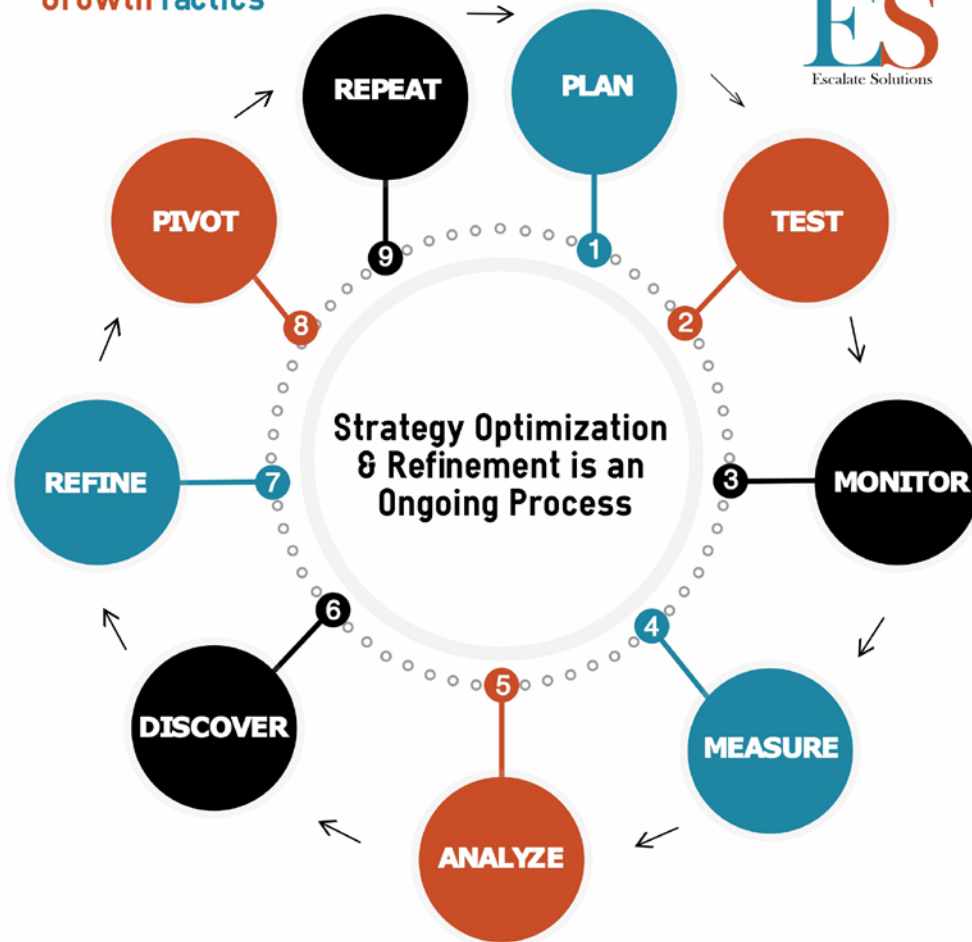 GrowthTactics
ES
Escalate Solutions
PLAN
1
TEST
2
MONITOR
3
MEASURE
4
ANALYZE
5
DISCOVER
6
REFINE
7
PIVOT
8
REPEAT
9
Strategy Optimization
& Refinement is an
Ongoing Process